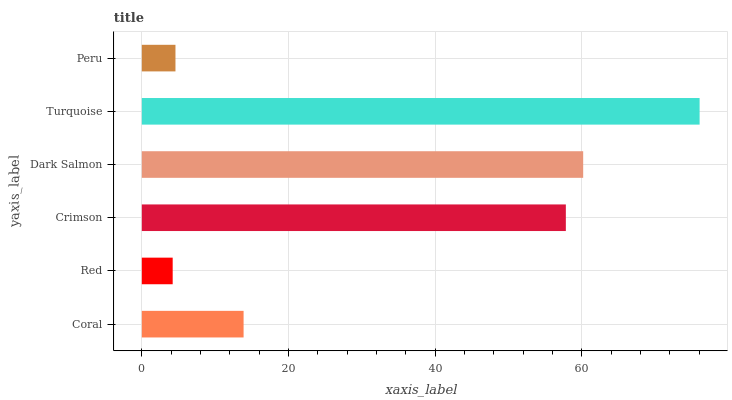 title
Peru
Turquoise
Dark Salmon
Crimson
Red
Coral
yaxis_label
0 20 40 60
xaxis_label